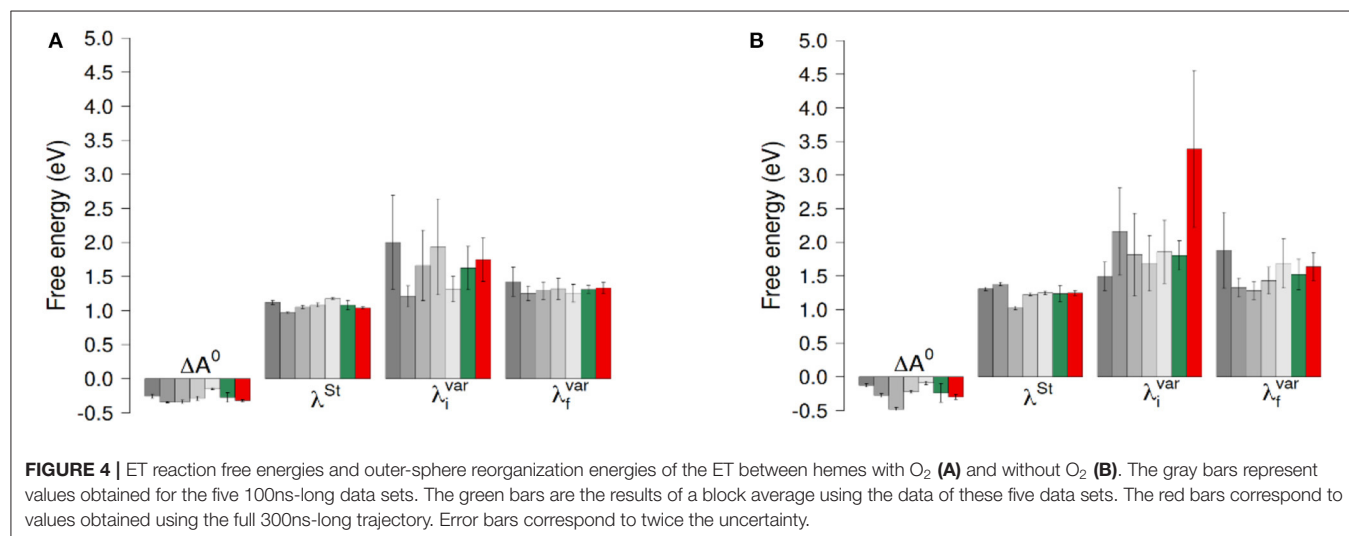 A
5.0
4.5
4.0
3.5
3.0
2.5
2.0
1.5
1.0
0.5
0.0
-0.5
Free energy (eV)
ΔA⁰
λ^St
λ_i^var
λ_f^var
B
5.0
4.5
4.0
3.5
3.0
2.5
2.0
1.5
1.0
0.5
0.0
-0.5
Free energy (eV)
ΔA⁰
λ^St
λ_i^var
λ_f^var
FIGURE 4 | ET reaction free energies and outer-sphere reorganization energies of the ET between hemes with O₂ (A) and without O₂ (B). The gray bars represent
values obtained for the five 100ns-long data sets. The green bars are the results of a block average using the data of these five data sets. The red bars correspond to
values obtained using the full 300ns-long trajectory. Error bars correspond to twice the uncertainty.